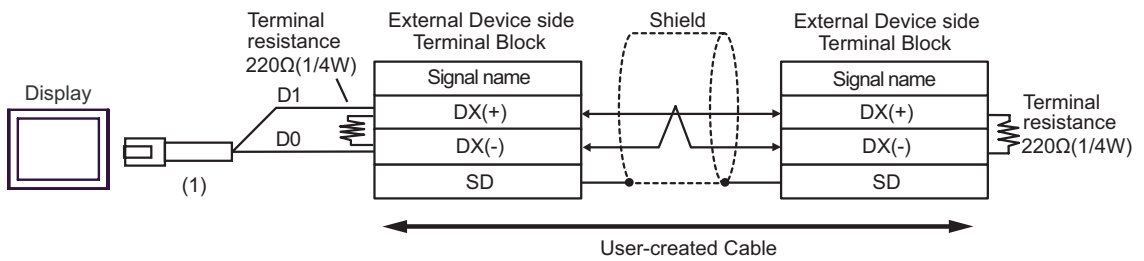 Terminal
resistance
220Ω(1/4W)
External Device side
Terminal Block
Shield
External Device side
Terminal Block
Display
D1
D0
(1)
Signal name
DX(+)
DX(-)
SD
Signal name
DX(+)
DX(-)
SD
Terminal
resistance
220Ω(1/4W)
User-created Cable